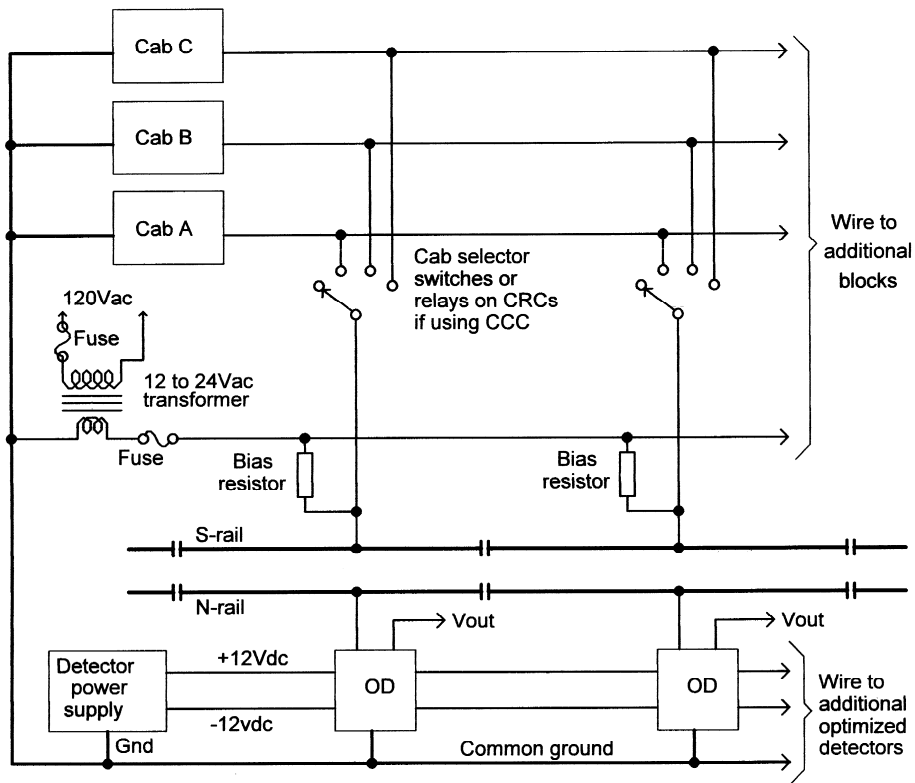 Cab C
Cab B
Cab A
Wire to
additional
blocks
Cab selector
switches or
relays on CRCs
if using CCC
120Vac
Fuse
12 to 24Vac
transformer
Fuse
Bias
resistor
Bias
resistor
S-rail
N-rail
Vout
Vout
Detector
power
supply
+12Vdc
-12vdc
Gnd
OD
OD
Common ground
Wire to
additional
optimized
detectors